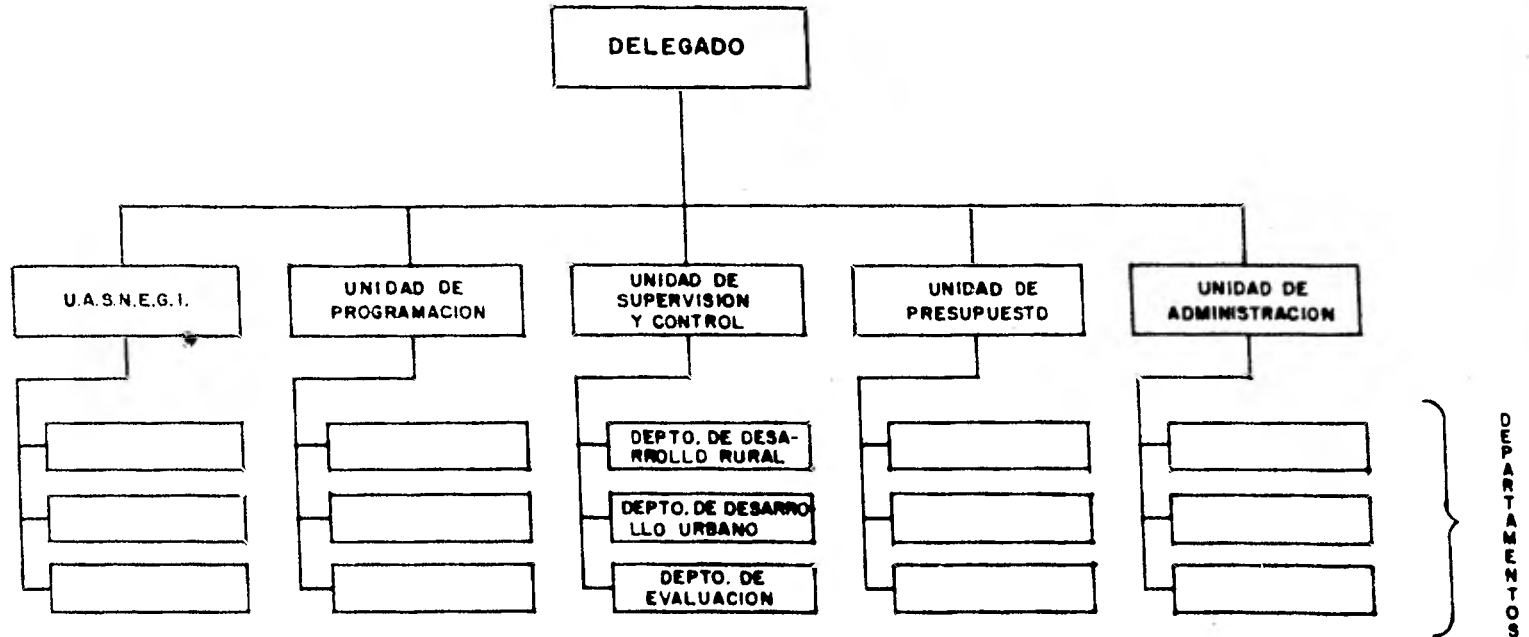 DELEGADO
U.A.S.N.E.G.I.
UNIDAD DE
PROGRAMACION
UNIDAD DE
SUPERVISION
Y CONTROL
UNIDAD DE
PRESUPUESTO
UNIDAD DE
ADMINISTRACION
DEPTO. DE DESA-
RROLLO RURAL
DEPTO. DE DESARRO-
LLO URBANO
DEPTO. DE
EVALUACION
DEPARTAMENTOS